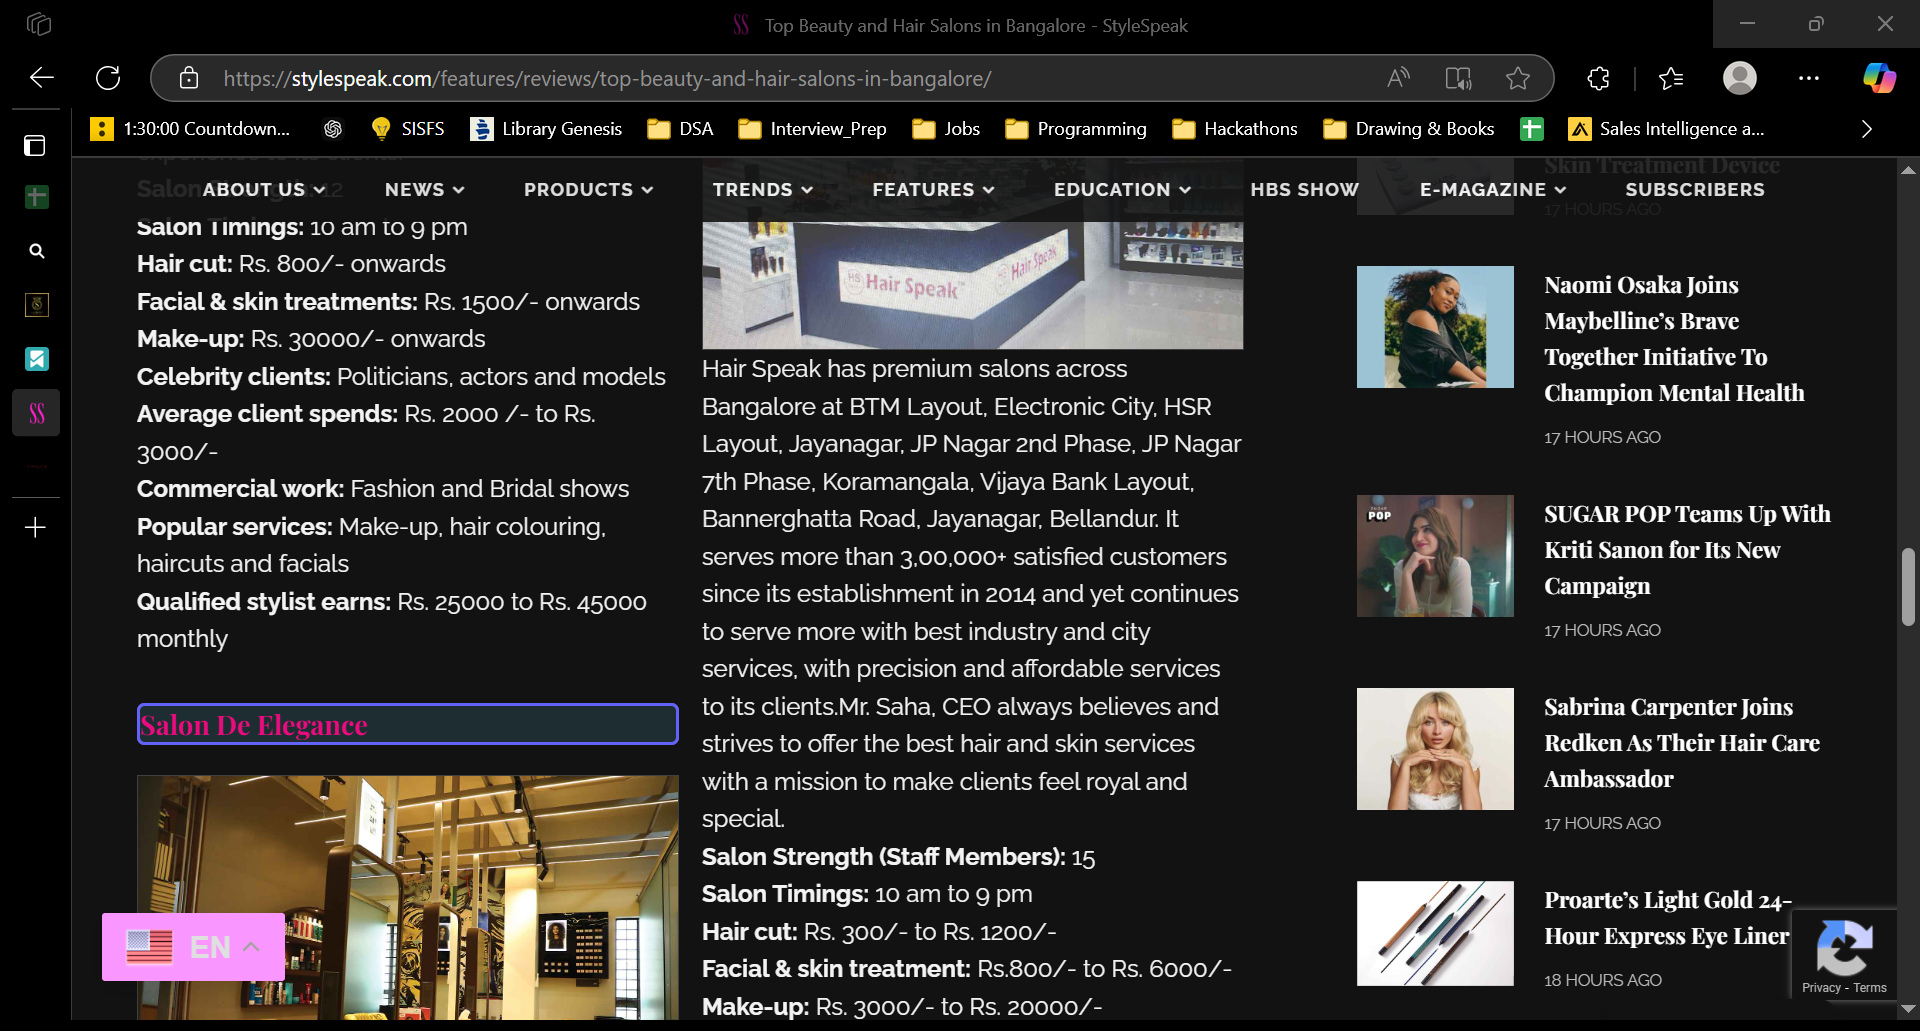 Top Beauty and Hair Salons in Bangalore - StyleSpeak
https://stylespeak.com/features/reviews/top-beauty-and-hair-salons-in-bangalore/
1:30:00 Countdown...
SISFS
Library Genesis
DSA
Interview_Prep
Jobs
Programming
Hackathons
Drawing & Books
Sales Intelligence a...
ABOUT US
NEWS
PRODUCTS
TRENDS
FEATURES
EDUCATION
HBS SHOW
E-MAGAZINE
SUBSCRIBERS
experience to its clients.
Salon Strength: 12
Salon Timings: 10 am to 9 pm
Hair cut: Rs. 800/- onwards
Facial & skin treatments: Rs. 1500/- onwards
Make-up: Rs. 30000/- onwards
Celebrity clients: Politicians, actors and models
Average client spends: Rs. 2000 /- to Rs.
3000/-
Commercial work: Fashion and Bridal shows
Popular services: Make-up, hair colouring,
haircuts and facials
Qualified stylist earns: Rs. 25000 to Rs. 45000
monthly
Salon De Elegance
EN
HS Hair Speak
Hair Speak
Hair Speak has premium salons across
Bangalore at BTM Layout, Electronic City, HSR
Layout, Jayanagar, JP Nagar 2nd Phase, JP Nagar
7th Phase, Koramangala, Vijaya Bank Layout,
Bannerghatta Road, Jayanagar, Bellandur. It
serves more than 3,00,000+ satisfied customers
since its establishment in 2014 and yet continues
to serve more with best industry and city
services, with precision and affordable services
to its clients.Mr. Saha, CEO always believes and
strives to offer the best hair and skin services
with a mission to make clients feel royal and
special.
Salon Strength (Staff Members): 15
Salon Timings: 10 am to 9 pm
Hair cut: Rs. 300/- to Rs. 1200/-
Facial & skin treatment: Rs.800/- to Rs. 6000/-
Make-up: Rs. 3000/- to Rs. 20000/-
Skin Treatment Device
17 HOURS AGO
Naomi Osaka Joins
Maybelline's Brave
Together Initiative To
Champion Mental Health
17 HOURS AGO
POP
SUGAR POP Teams Up With
Kriti Sanon for Its New
Campaign
17 HOURS AGO
Sabrina Carpenter Joins
Redken As Their Hair Care
Ambassador
17 HOURS AGO
Proarte's Light Gold 24-
Hour Express Eye Liner
18 HOURS AGO
Privacy - Terms